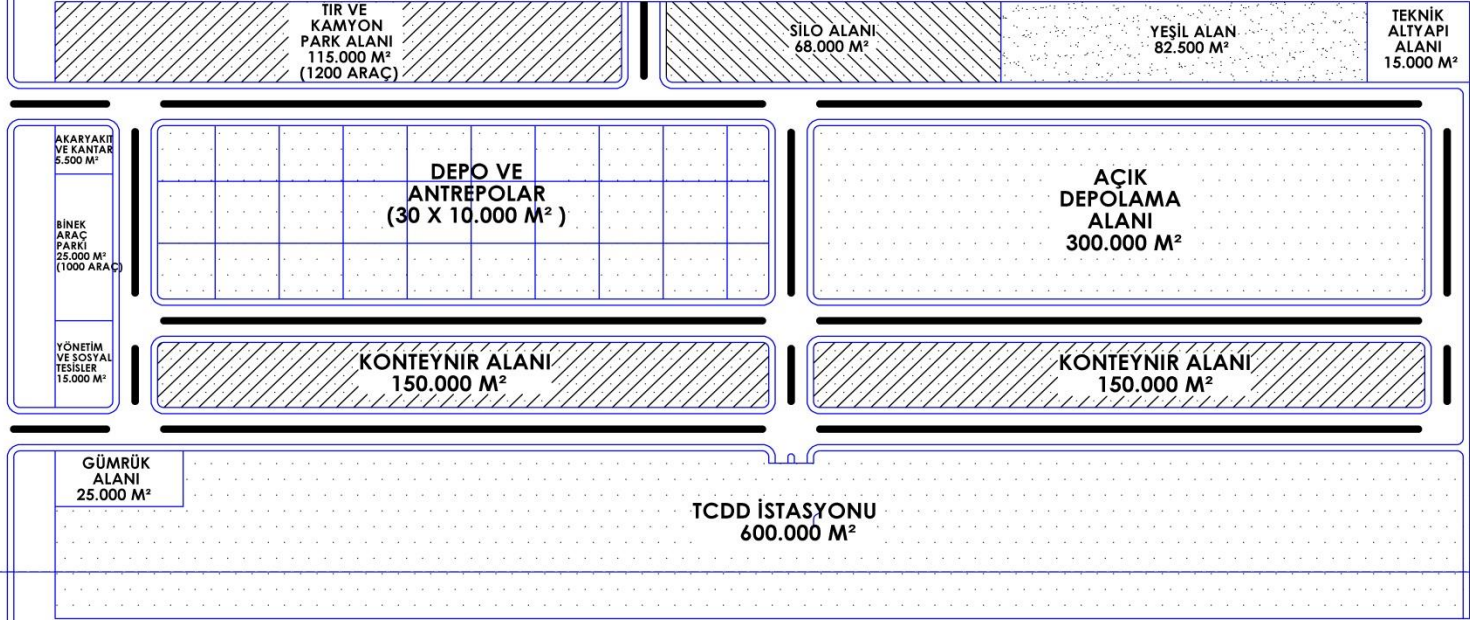 TIR VE
KAMYON
PARK ALANI
115.000 M²
(1200 ARAÇ)
SİLO ALANI
68.000 M²
YEŞİL ALAN
82.500 M²
TEKNİK
ALTYAPI
ALANI
15.000 M²
AKARYAKIT
VE KANTAR
5.500 M²
BİNEK
ARAÇ
PARKI
25.000 M²
(1000 ARAÇ)
YÖNETİM
VE SOSYAL
TESİSLER
15.000 M²
DEPO VE
ANTREPOLAR
(30 X 10.000 M² )
AÇIK
DEPOLAMA
ALANI
300.000 M²
KONTEYNIR ALANI
150.000 M²
KONTEYNIR ALANI
150.000 M²
GÜMRÜK
ALANI
25.000 M²
TCDD İSTASYONU
600.000 M²